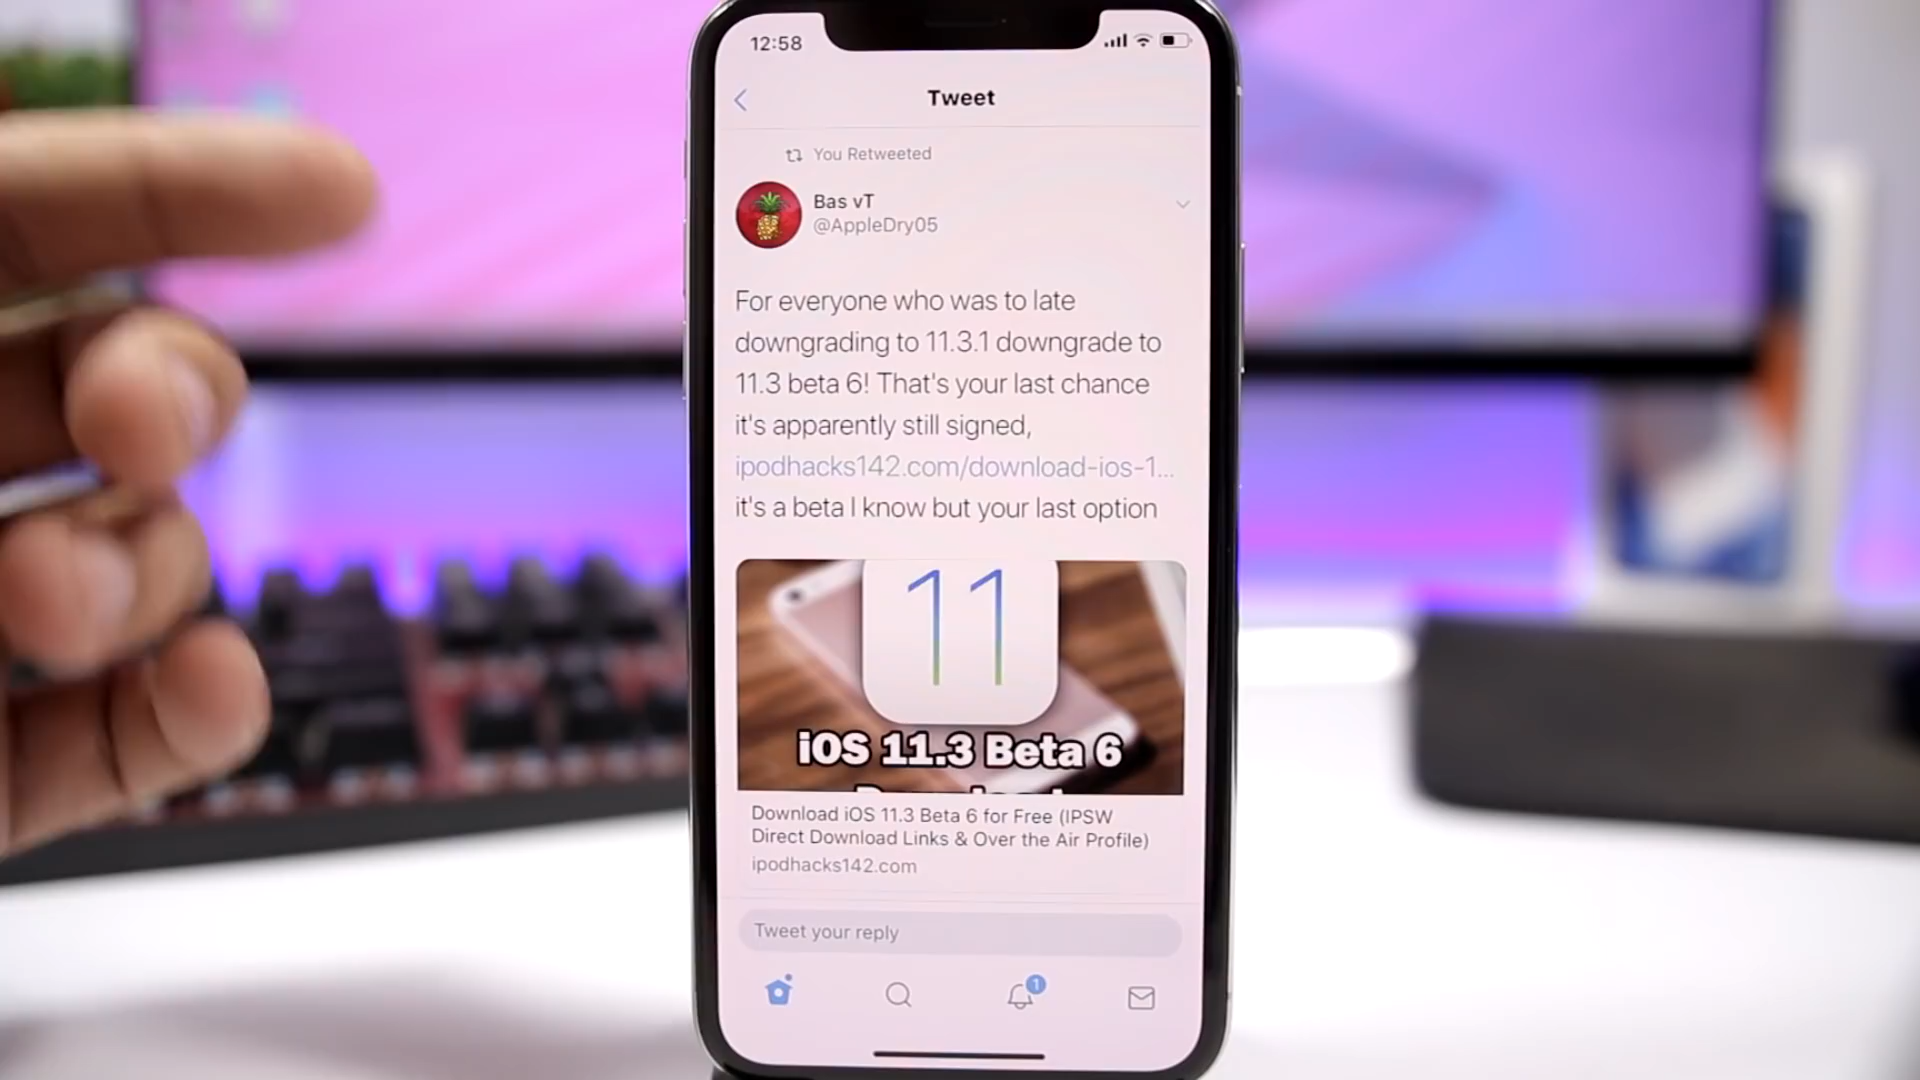 12:58
Tweet
You Retweeted
Bas vT
@AppleDry05
For everyone who was to late
downgrading to 11.3.1 downgrade to
11.3 beta 6! That's your last chance
it's apparently still signed,
ipodhacks142.com/download-ios-1...
it's a beta I know but your last option
11
iOS 11.3 Beta 6
Download iOS 11.3 Beta 6 for Free (IPSW
Direct Download Links & Over the Air Profile)
ipodhacks142.com
Tweet your reply
1